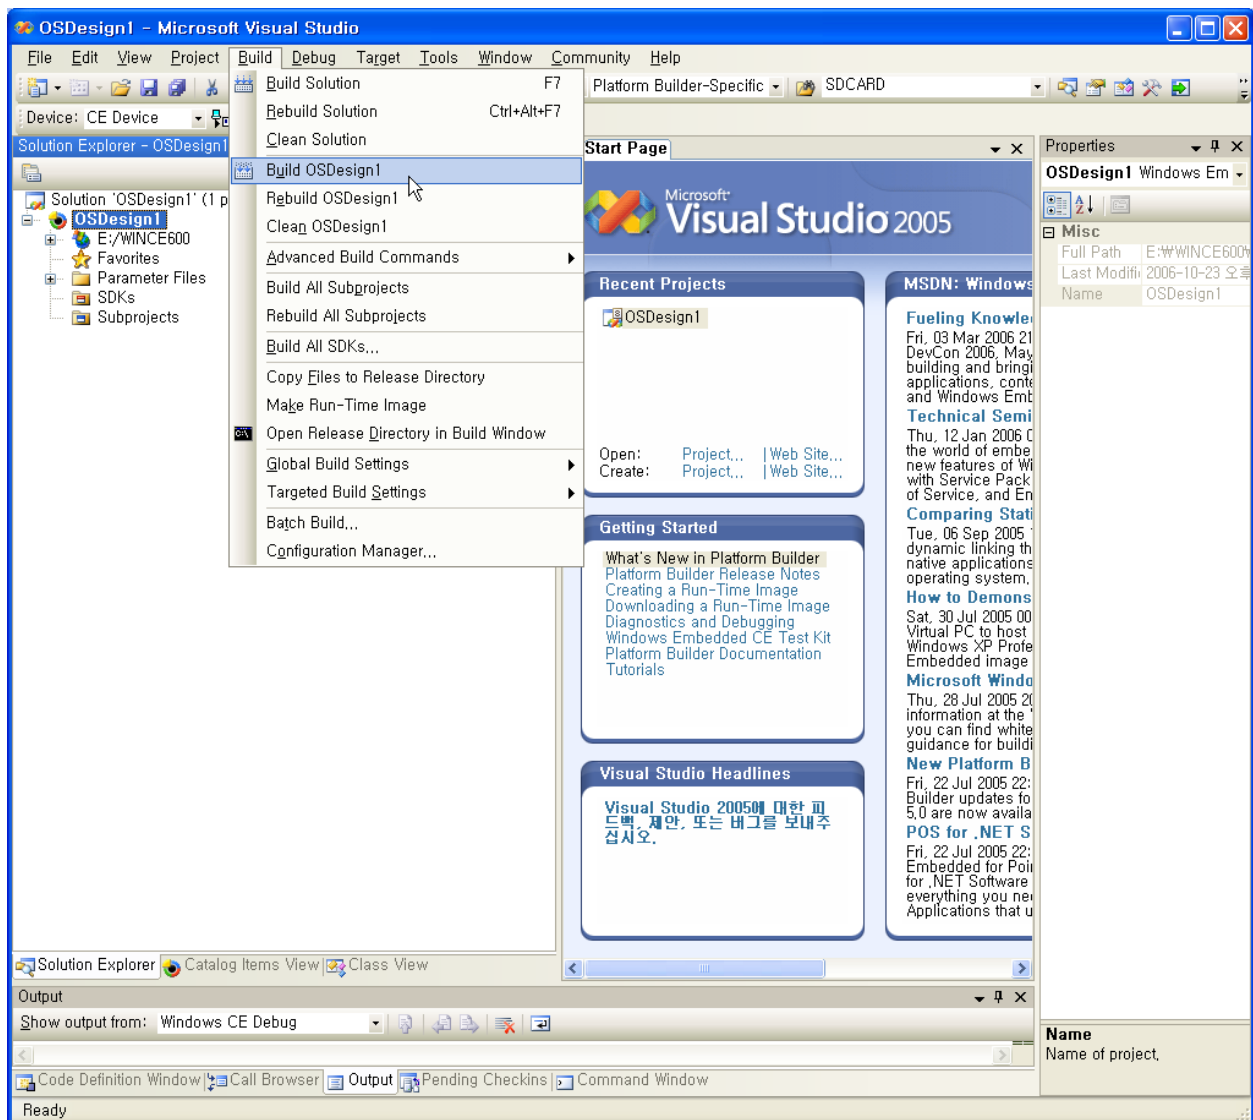 OSDesign1 - Microsoft Visual Studio
File Edit View Project Build Debug Target Tools Window Community Help
Platform Builder-Specific SDCARD
Device: CE Device
Solution Explorer - OSDesign1
Solution 'OSDesign1' (1 p
OSDesign1
E:/WINCE600
Favorites
Parameter Files
SDKs
Subprojects
Build Solution F7
Rebuild Solution Ctrl+Alt+F7
Clean Solution
Build OSDesign1
Rebuild OSDesign1
Clean OSDesign1
Advanced Build Commands
Build All Subprojects
Rebuild All Subprojects
Build All SDKs...
Copy Files to Release Directory
Make Run-Time Image
Open Release Directory in Build Window
Global Build Settings
Targeted Build Settings
Batch Build...
Configuration Manager...
Start Page
Microsoft
Visual Studio 2005
Recent Projects
OSDesign1
Open: Project... | Web Site...
Create: Project... | Web Site...
Getting Started
What's New in Platform Builder
Platform Builder Release Notes
Creating a Run-Time Image
Downloading a Run-Time Image
Diagnostics and Debugging
Windows Embedded CE Test Kit
Platform Builder Documentation
Tutorials
Visual Studio Headlines
Visual Studio 2005에 대한 피
드백, 제안, 또는 버그를 보내주
십시오.
MSDN: Windows
Fueling Knowle
Fri, 03 Mar 2006 21
DevCon 2006, May
building and bringi
applications, conte
and Windows Emb
Technical Semi
Thu, 12 Jan 2006 0
the world of embe
new features of Wi
with Service Pack
of Service, and En
Comparing Stati
Tue, 06 Sep 2005
dynamic linking th
native applications
operating system,
How to Demons
Sat, 30 Jul 2005 00
Virtual PC to host
Windows XP Profe
Embedded image
Microsoft Windo
Thu, 28 Jul 2005 20
information at the '
you can find white
guidance for buildi
New Platform B
Fri, 22 Jul 2005 22:
Builder updates fo
5.0 are now availa
POS for .NET S
Fri, 22 Jul 2005 22:
Embedded for Poi
for .NET Software
everything you nee
Applications that u
Properties
OSDesign1 Windows Em
Misc
Full Path E:₩WINCE600₩
Last Modifi 2006-10-23 오후
Name OSDesign1
Solution Explorer Catalog Items View Class View
Output
Show output from: Windows CE Debug
Name
Name of project.
Code Definition Window Call Browser Output Pending Checkins Command Window
Ready